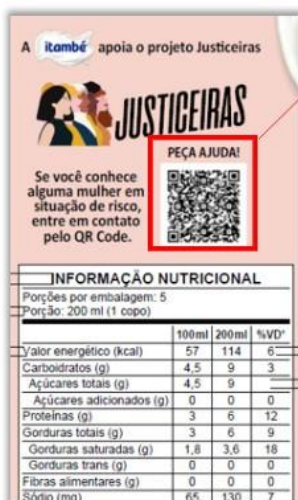 A itambé apoia o projeto Justiceiras
JUSTICEIRAS
PEÇA AJUDA!
Se você conhece
alguma mulher em
situação de risco,
entre em contato
pelo QR Code.
INFORMAÇÃO NUTRICIONAL
Porções por embalagem: 5
Porção: 200 ml (1 copo)
100ml 200ml %VD*
Valor energético (kcal) 57 114 6
Carboidratos (g) 4,5 9 3
Açúcares totais (g) 4,5 9
Açúcares adicionados (g) 0 0 0
Proteínas (g) 3 6 12
Gorduras totais (g) 3 6 9
Gorduras saturadas (g) 1,8 3,6 18
Gorduras trans (g) 0 0 0
Fibras alimentares (g) 0 0 0
Sódio (mg) 65 130 7